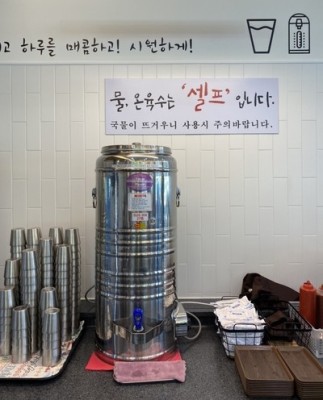 하루를 매콤하고! 시원하게!
물, 온육수는 '셀프' 입니다.
국물이 뜨거우니 사용시 주의바랍니다.